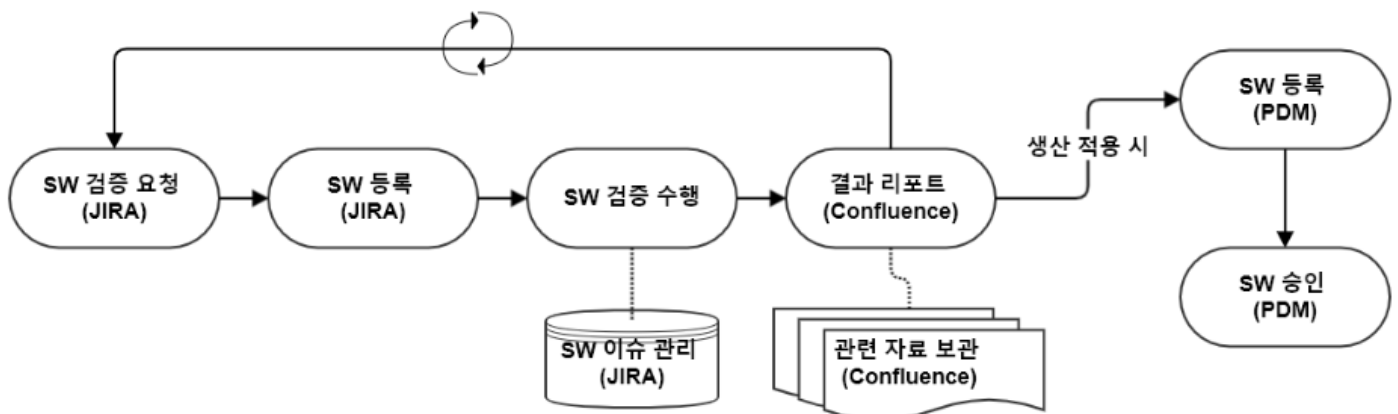 SW 검증 요청
(JIRA)
SW 등록
(JIRA)
SW 검증 수행
결과 리포트
(Confluence)
생산 적용 시
SW 등록
(PDM)
SW 승인
(PDM)
SW 이슈 관리
(JIRA)
관련 자료 보관
(Confluence)